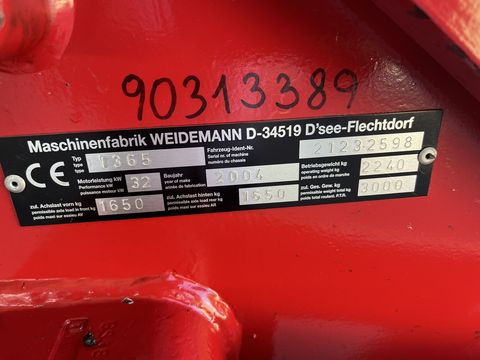 90313389
Maschinenfabrik WEIDEMANN D-34519 D'see-Flechtdorf
CE
Typ type 1365
Fahrzeug-Ident-Nr. Serial nr. of machine numéro du chassis 21232598
Motorleistung kW Performance kW puissance moteur kW 32
Baujahr year of make année de fabrication 2004
Betriebsgewicht kg operating weight kg poids en ordre de marche kg 2240
zul. Achslast vorn kg permissible axle load in front kg poids maxi sur essieu AV 1650
zul. Achslast hinten kg permissible axle load rear kg poids maxi sur essieu AR 1650
zul. Ges. Gew. kg permissible total weight kg poids total roulant. P.T.R. 3000